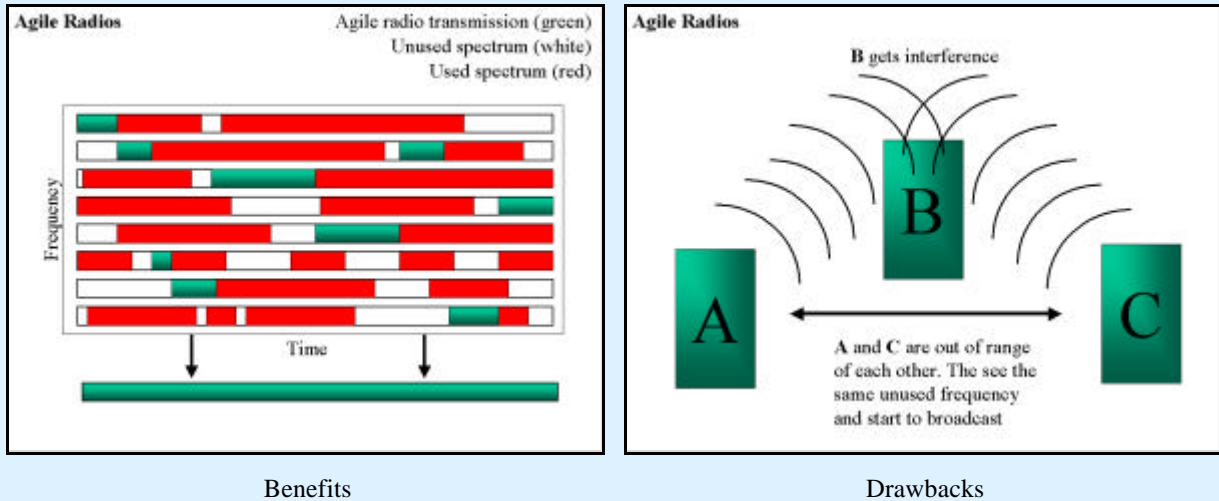 Agile Radios
Agile radio transmission (green)
Unused spectrum (white)
Used spectrum (red)
Frequency
Time
Benefits
Agile Radios
B gets interference
B
A
C
A and C are out of range
of each other. The see the
same unused frequency
and start to broadcast
Drawbacks